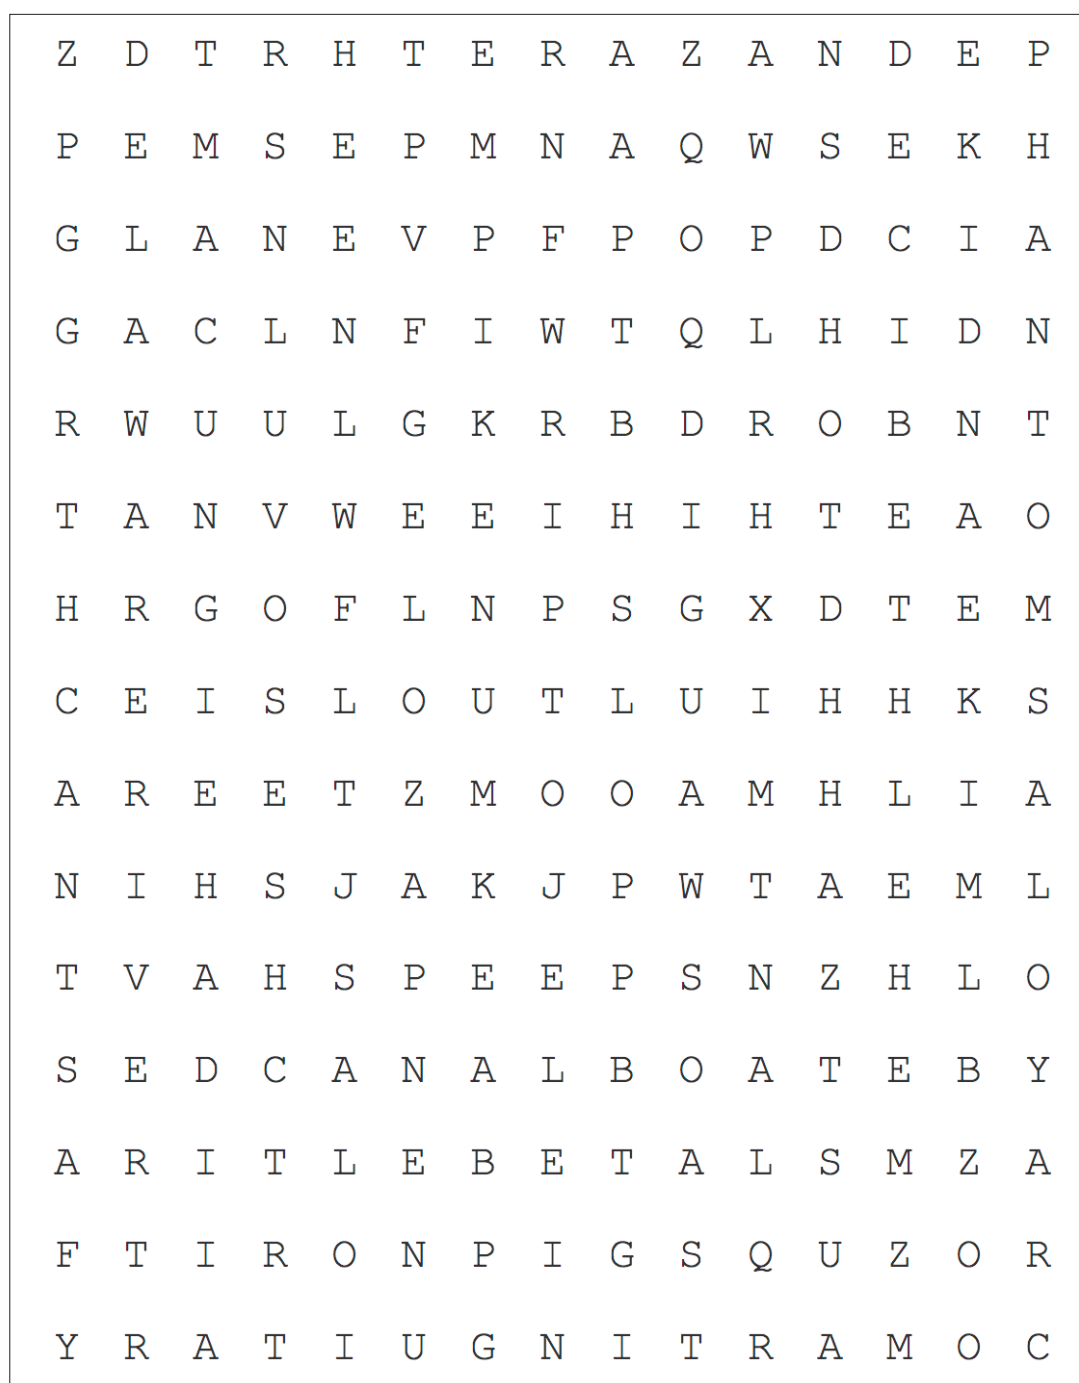 Z D T R H T E R A Z A N D E P
P E M S E P M N A Q W S E K H
G L A N E V P F P O P D C I A
G A C L N F I W T Q L H I D N
R W U U L G K R B D R O B N T
T A N V W E E I H I H T E A O
H R G O F L N P S G X D T E M
C E I S L O U T L U I H H K S
A R E E T Z M O O A M H L I A
N I H S J A K J P W T A E M L
T V A H S P E E P S N Z H L O
S E D C A N A L B O A T E B Y
A R I T L E B E T A L S M Z A
F T I R O N P I G S Q U Z O R
Y R A T I U G N I T R A M O C